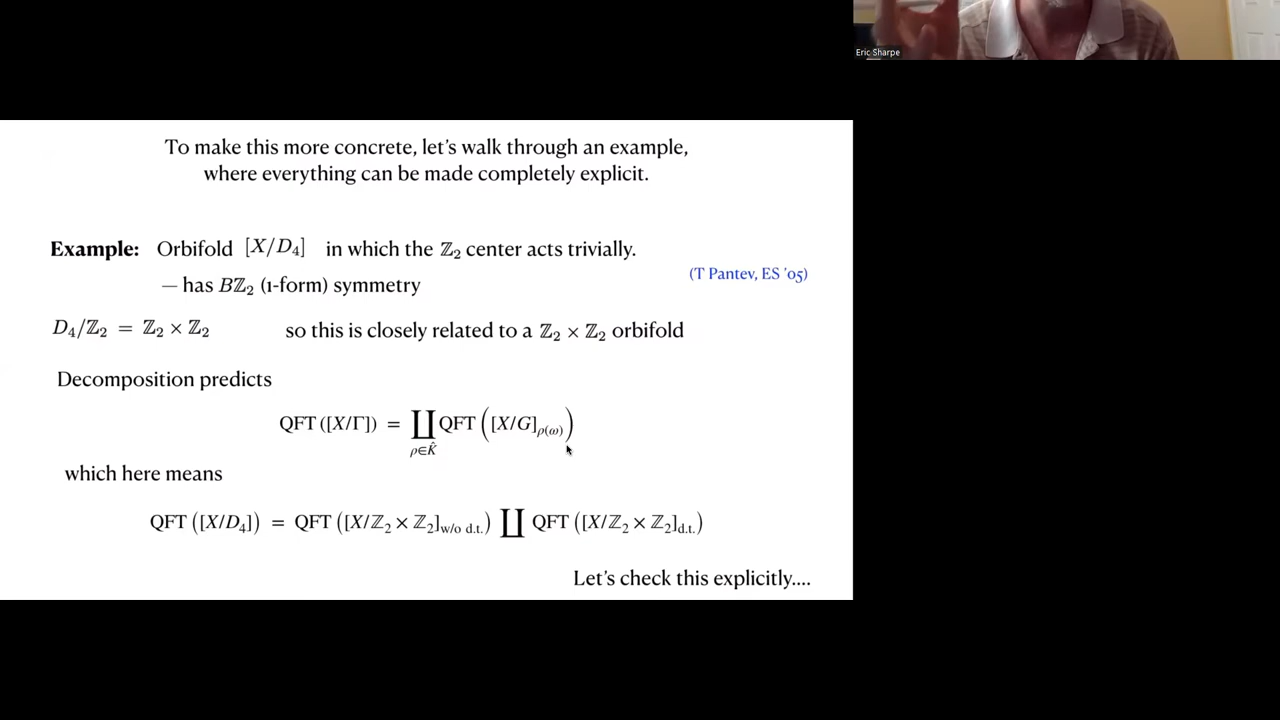 Eric Sharpe
To make this more concrete, let's walk through an example,
where everything can be made completely explicit.
Example: Orbifold [X/D₄] in which the ℤ₂ center acts trivially.
(T Pantev, ES '05)
— has Bℤ₂ (1-form) symmetry
D₄/ℤ₂ = ℤ₂ × ℤ₂ so this is closely related to a ℤ₂ × ℤ₂ orbifold
Decomposition predicts
QFT ([X/Γ]) = ∐_{ρ∈K̂} QFT ([X/G]_{ρ(ω)})
which here means
QFT ([X/D₄]) = QFT ([X/ℤ₂ × ℤ₂]_{w/o d.t.}) ∐ QFT ([X/ℤ₂ × ℤ₂]_{d.t.})
Let's check this explicitly....